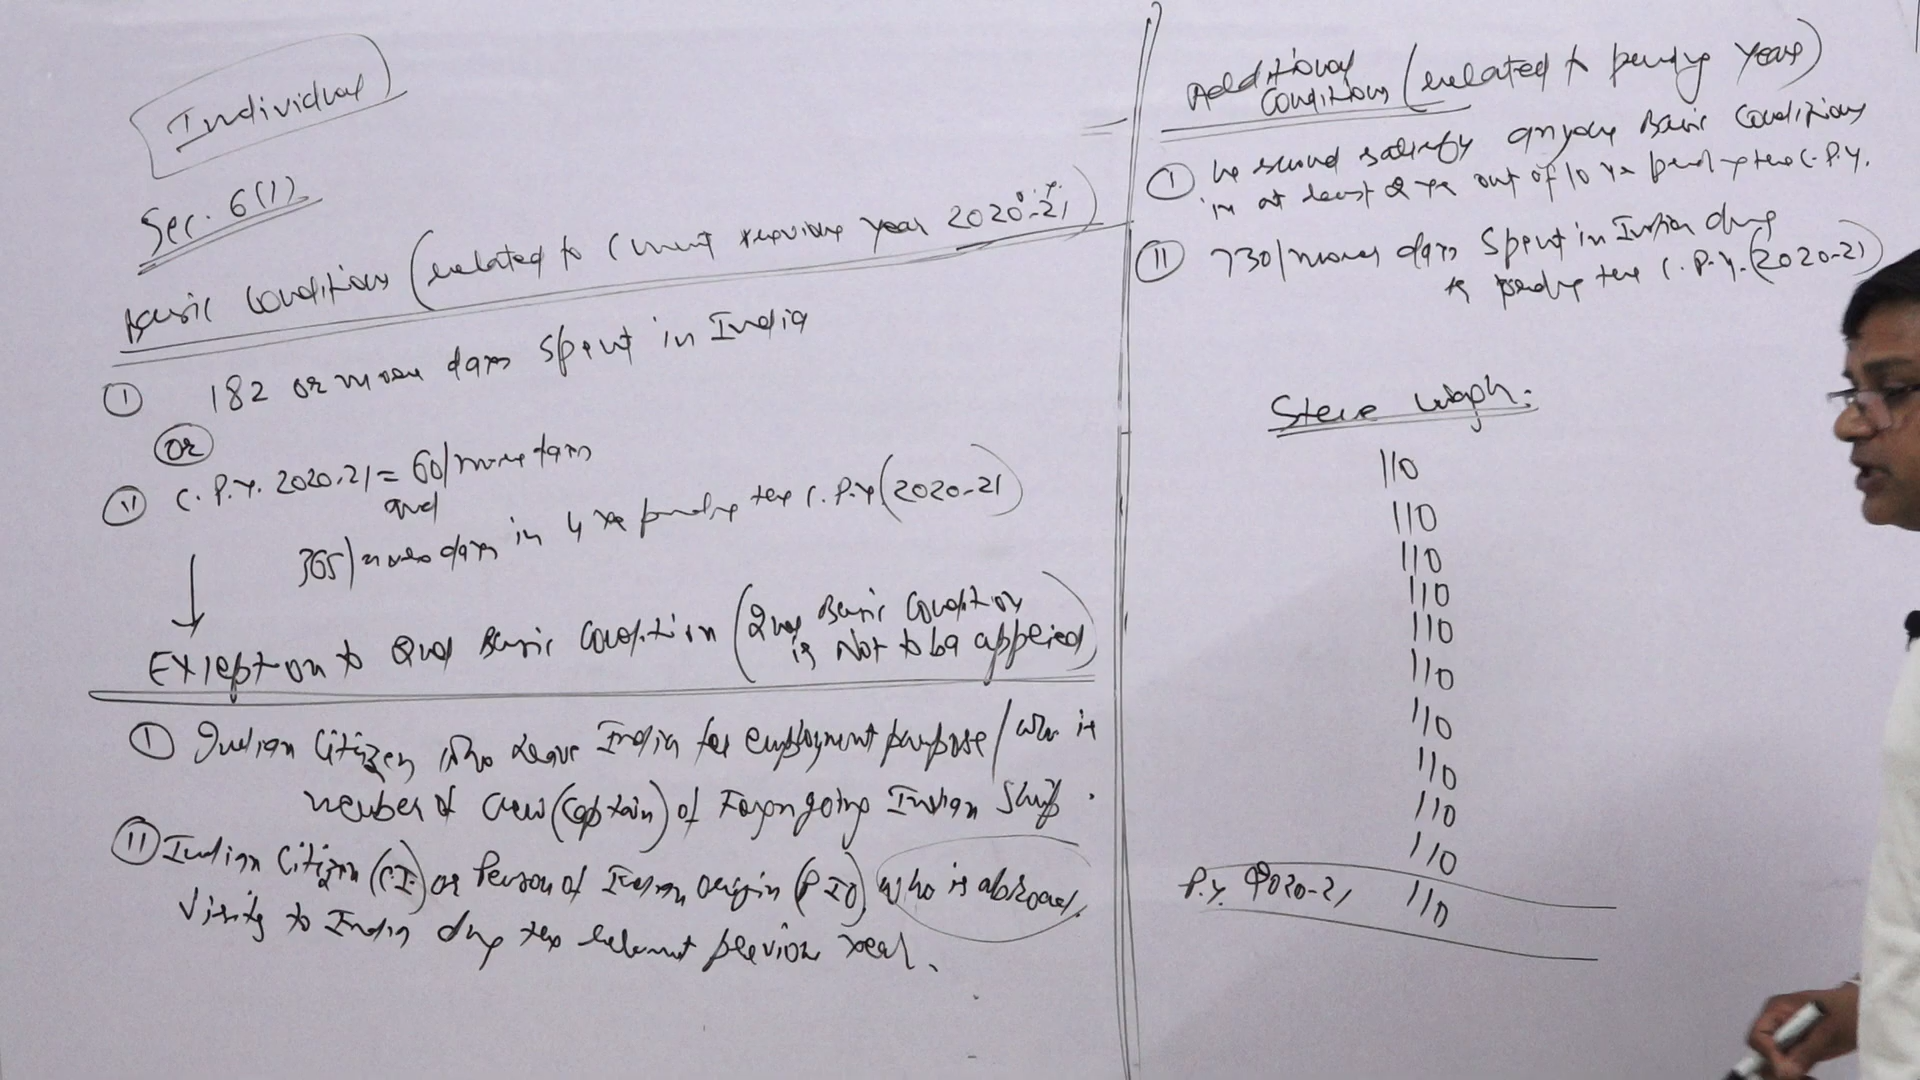 Individual
Sec. 6(1)
Basic Conditions (related to Current previous year 2020-21)
I 182 or more days spent in India
or
II C.P.Y. 2020-21 = 60/more days
and
365/more days in 4 yrs preceding the C.P.Y (2020-21)
Exception to 2nd Basic Condition (2nd Basic Condition
is Not to be applied)
I Indian Citizen who leave India for employment purpose/who is
member of crew (Captain) of Foreign going Indian Ship.
II Indian Citizen (C.I.) or Person of Indian origin (PIO) who is abroad,
Visits to India during the relevant previous year.
Additional
Conditions (related to preceding years)
I he should satisfy anyone Basic Conditions
in at least 2 yrs out of 10 yrs preceding the C.P.Y.
II 730/more days spent in India during
preceding the C.P.Y. (2020-21)
Steve Waugh:
110
110
110
110
110
110
110
110
110
110
P.Y. 2020-21 110